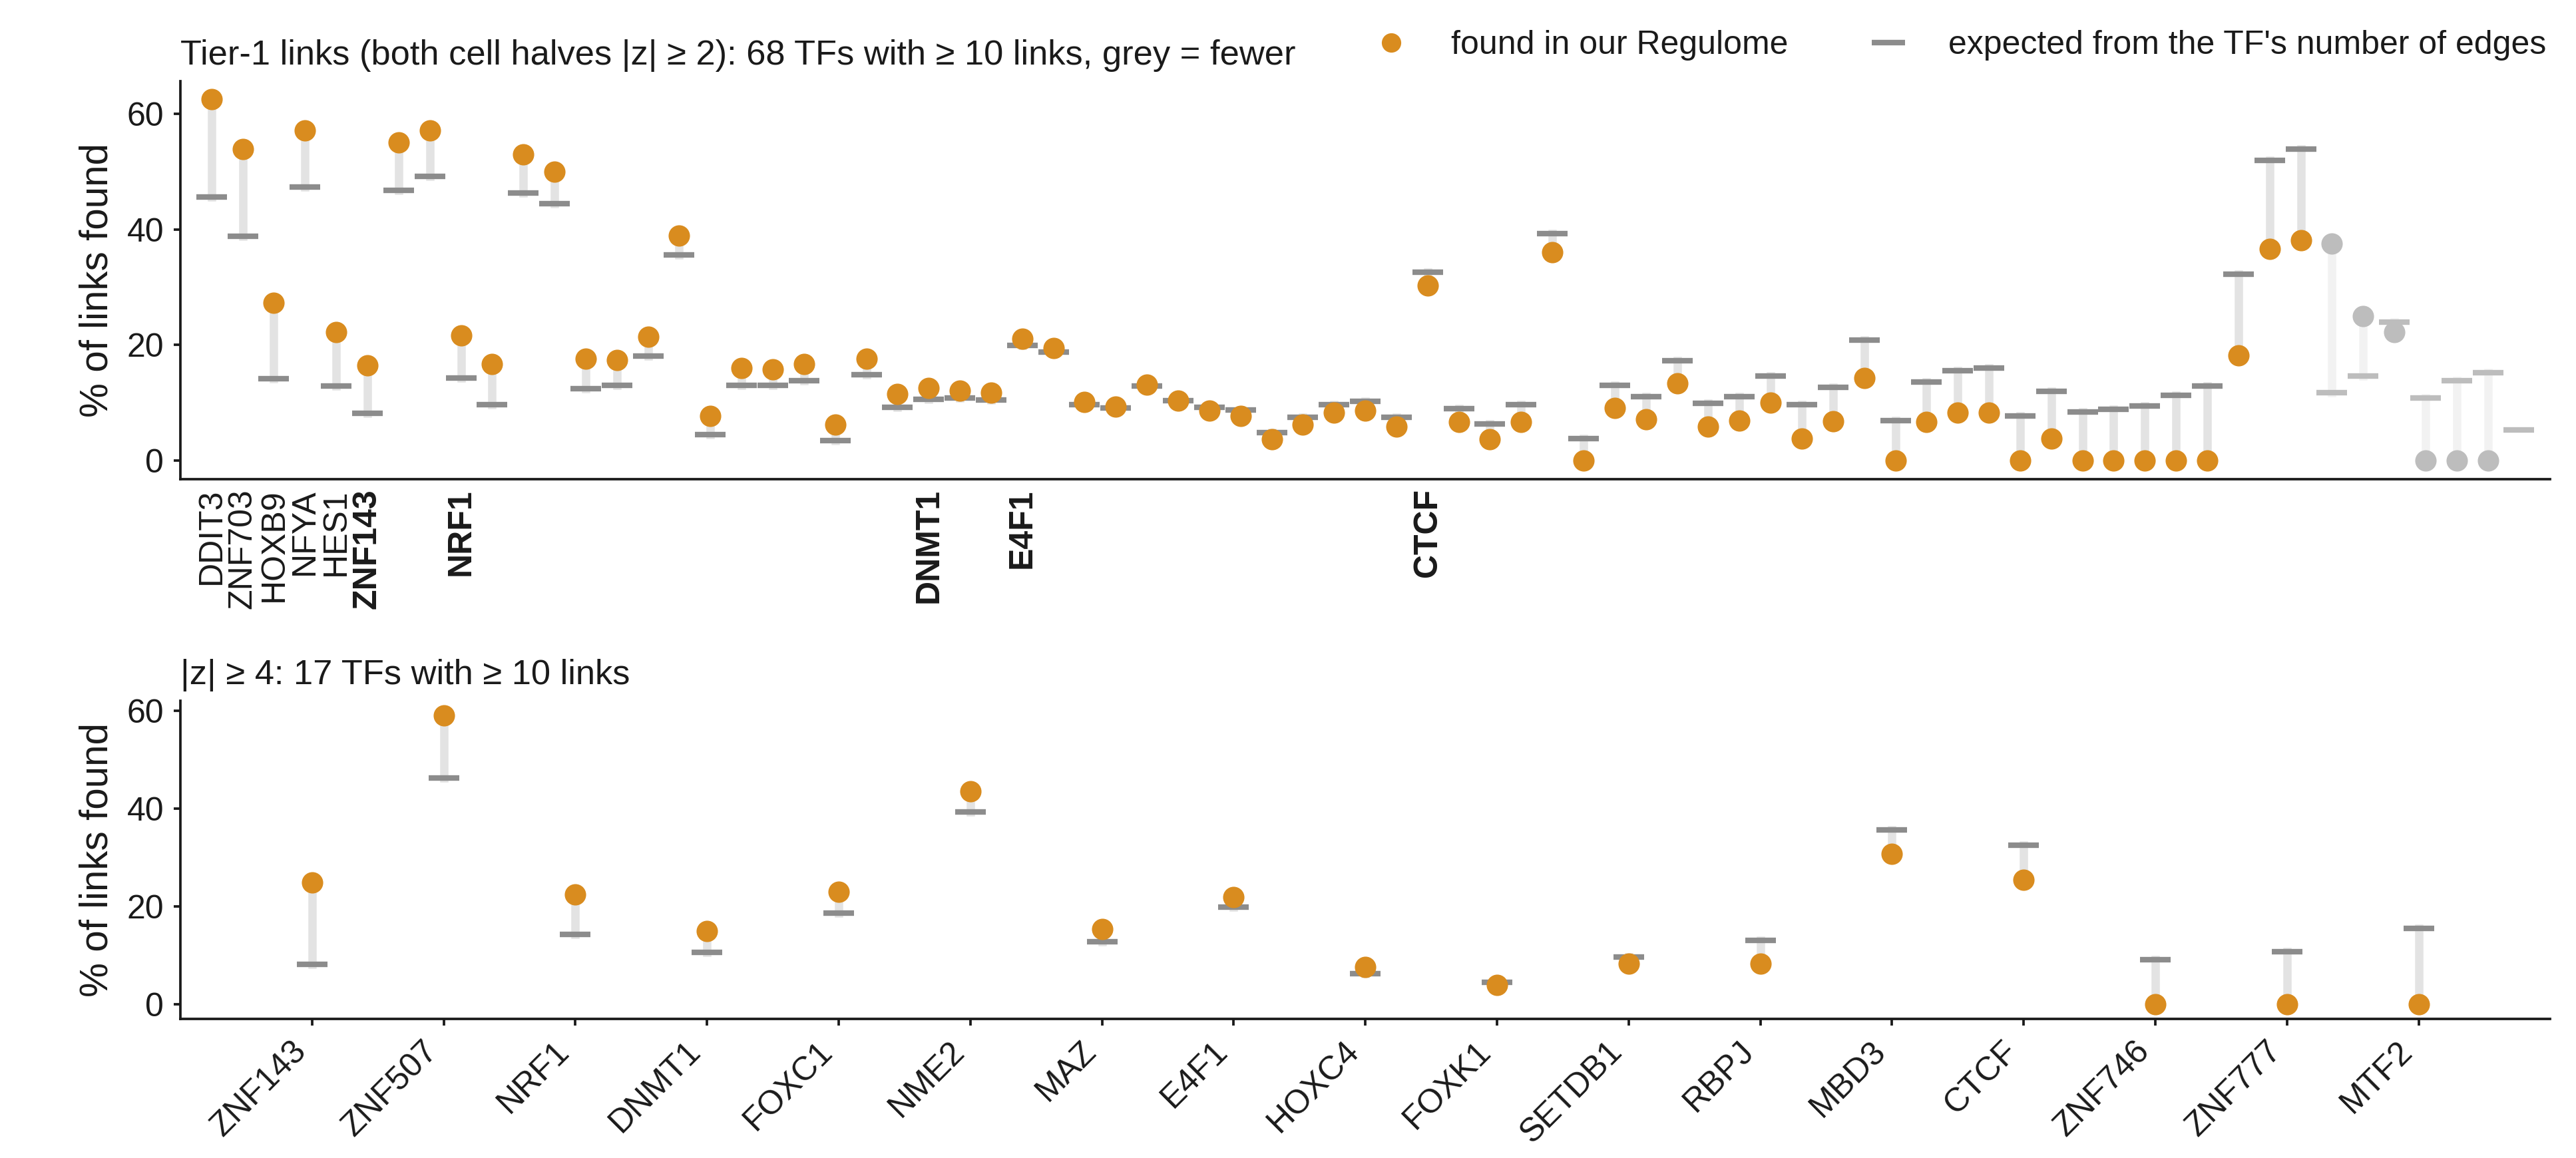 Tier-1 links (both cell halves |z| ≥ 2): 68 TFs with ≥ 10 links, grey = fewer
found in our Regulome
expected from the TF's number of edges
% of links found
60
40
20
0
DDIT3
ZNF703
HOXB9
NFYA
HES1
ZNF143
NRF1
DNMT1
E4F1
CTCF
|z| ≥ 4: 17 TFs with ≥ 10 links
% of links found
60
40
20
0
ZNF143
ZNF507
NRF1
DNMT1
FOXC1
NME2
MAZ
E4F1
HOXC4
FOXK1
SETDB1
RBPJ
MBD3
CTCF
ZNF746
ZNF777
MTF2